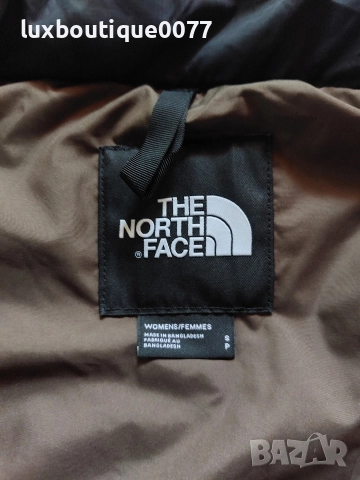 luxboutique0077
THE
NORTH
FACE
®
WOMENS/FEMMES
MADE IN BANGLADESH
FABRIQUÉ AU
BANGLADESH
S
P
BAZAR